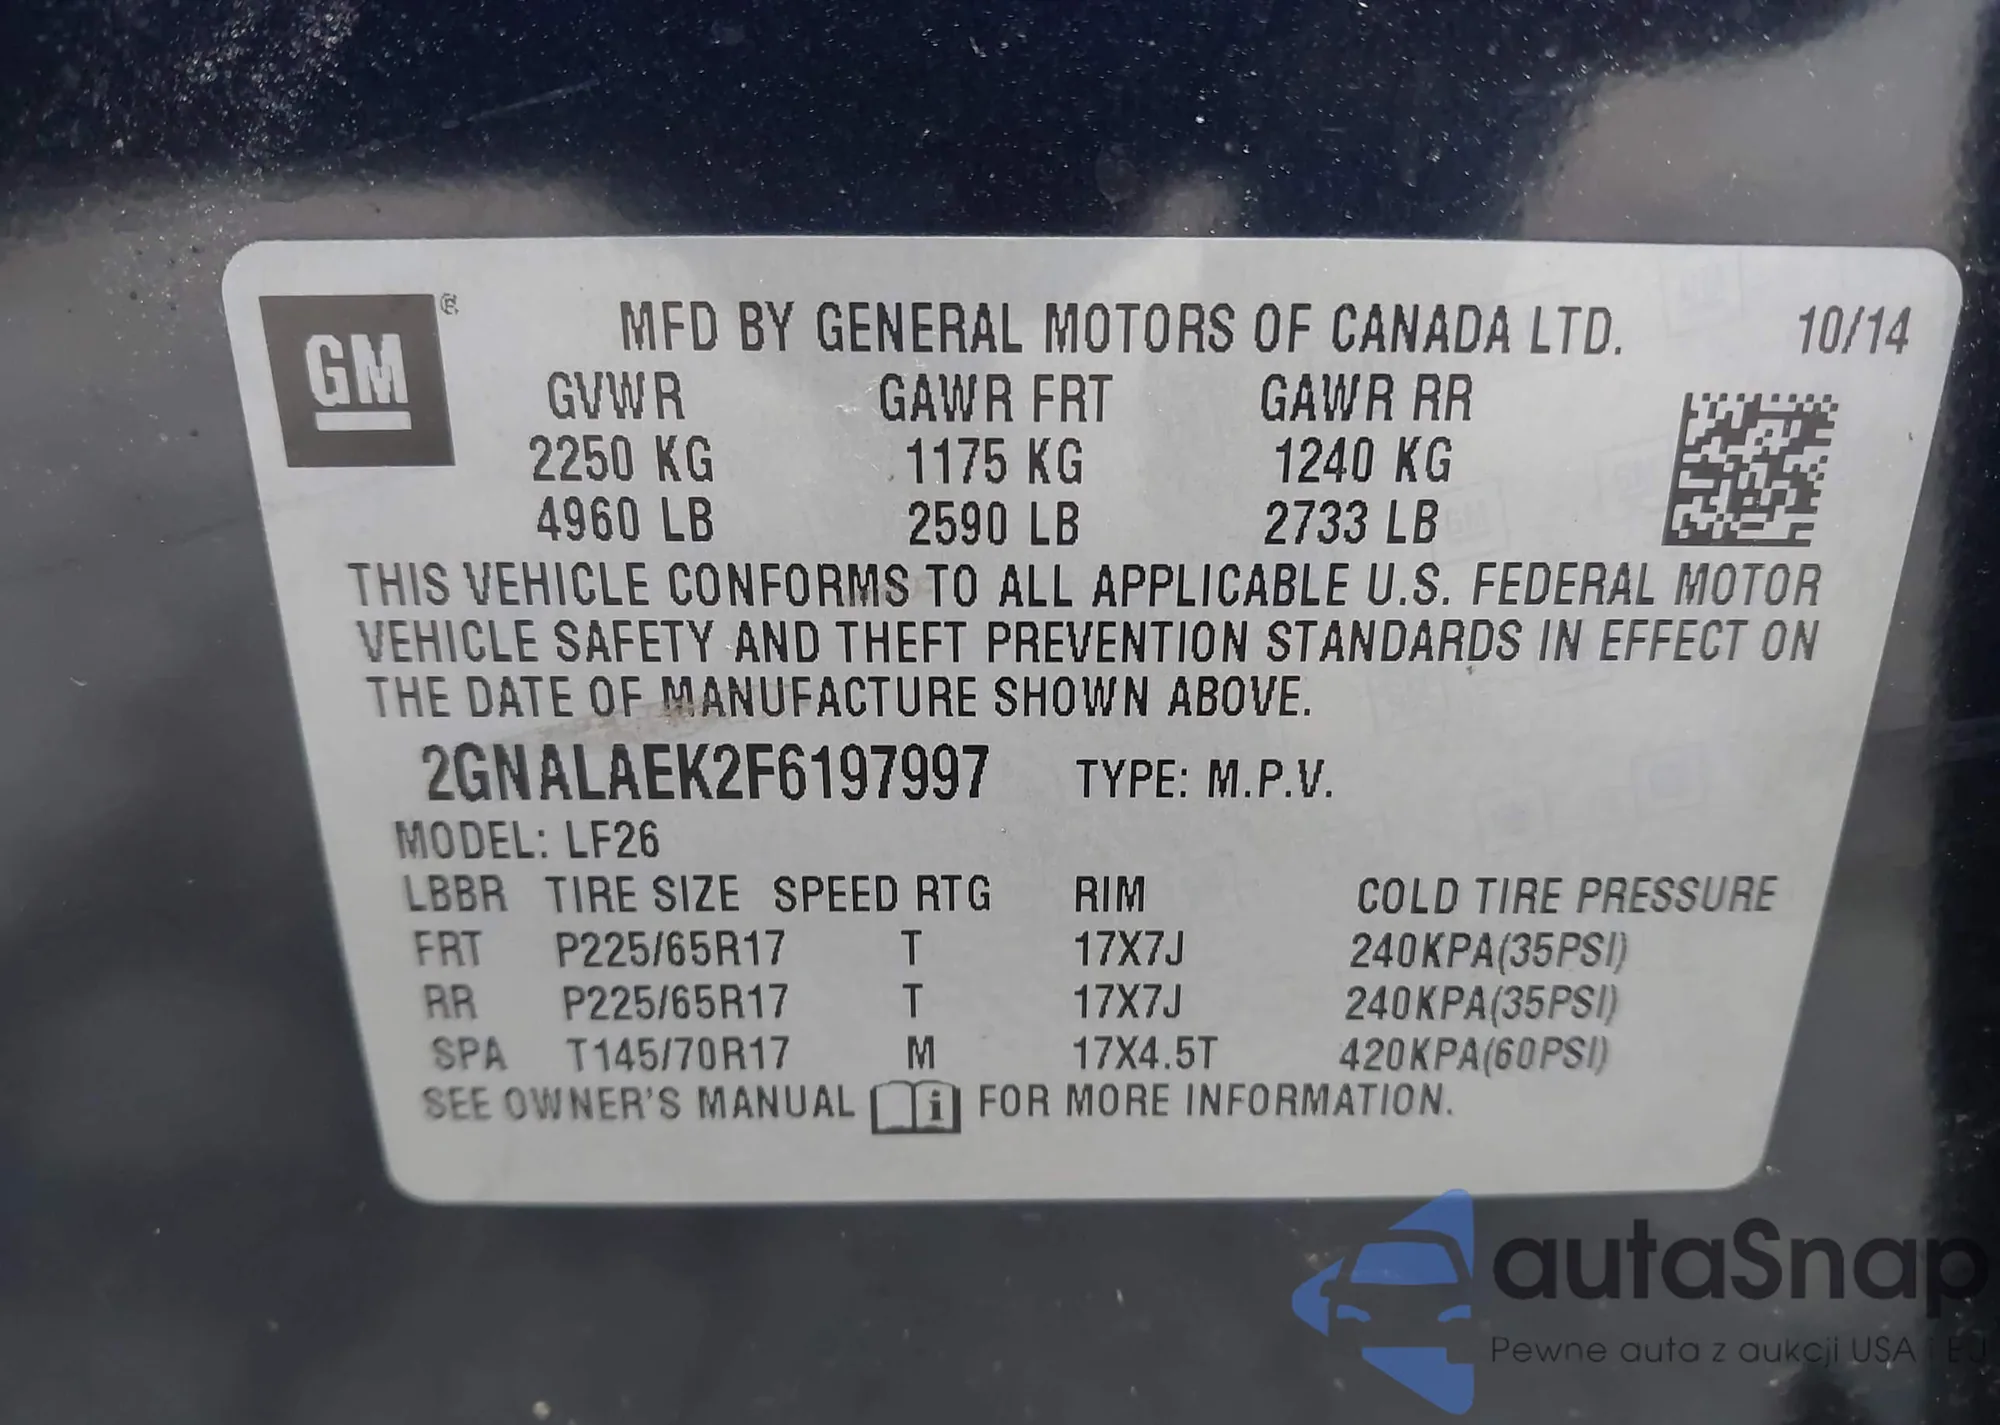 GM ® MFD BY GENERAL MOTORS OF CANADA LTD. 10/14
GVWR GAWR FRT GAWR RR
2250 KG 1175 KG 1240 KG
4960 LB 2590 LB 2733 LB
THIS VEHICLE CONFORMS TO ALL APPLICABLE U.S. FEDERAL MOTOR
VEHICLE SAFETY AND THEFT PREVENTION STANDARDS IN EFFECT ON
THE DATE OF MANUFACTURE SHOWN ABOVE.
2GNALAEK2F6197997 TYPE: M.P.V.
MODEL: LF26
LBBR TIRE SIZE SPEED RTG RIM COLD TIRE PRESSURE
FRT P225/65R17 T 17X7J 240KPA(35PSI)
RR P225/65R17 T 17X7J 240KPA(35PSI)
SPA T145/70R17 M 17X4.5T 420KPA(60PSI)
SEE OWNER'S MANUAL i FOR MORE INFORMATION.
autaSnap
Pewne auta z aukcji USA i EU